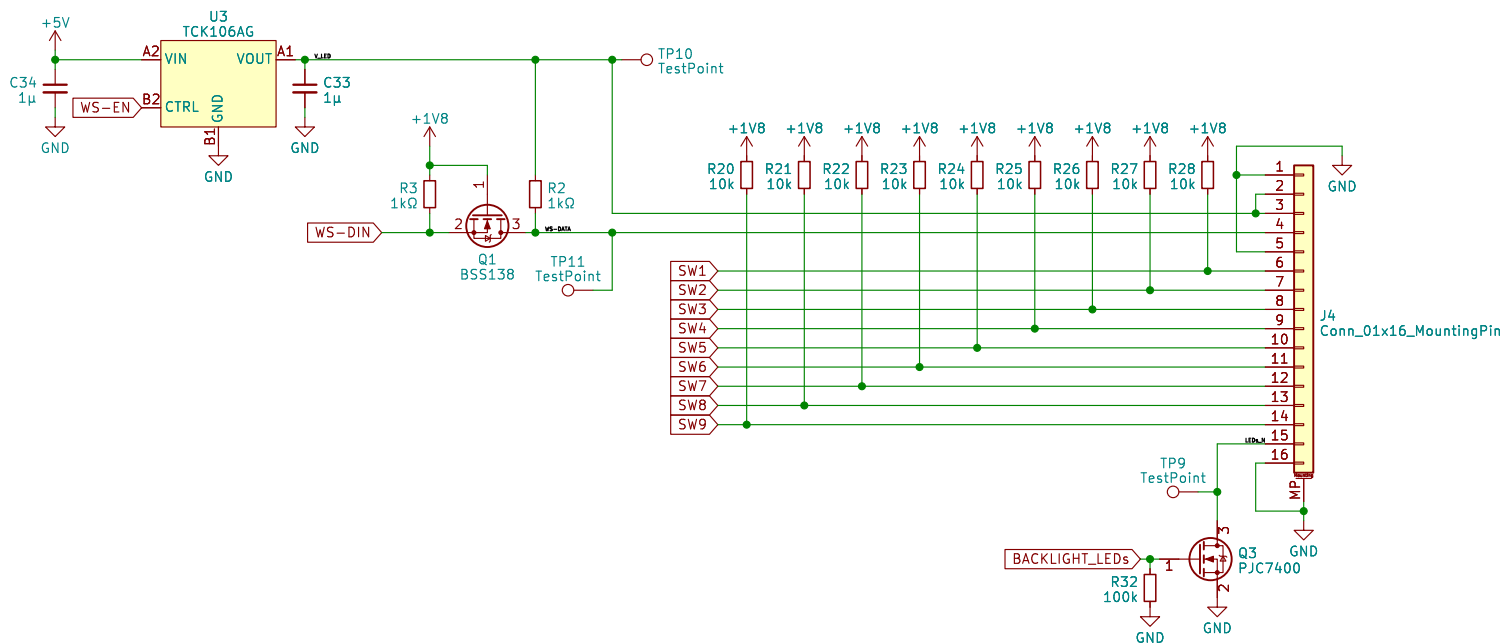 +5V
U3
TCK106AG
A2
VIN
VOUT
A1
V_LED
TP10
TestPoint
C34
1µ
C33
1µ
WS-EN
B2
CTRL
GND
B1
GND
GND
GND
+1V8
R3
1kΩ
1
R2
1kΩ
WS-DIN
2
3
WS-DATA
Q1
BSS138
TP11
TestPoint
+1V8
+1V8
+1V8
+1V8
+1V8
+1V8
+1V8
+1V8
+1V8
R20
10k
R21
10k
R22
10k
R23
10k
R24
10k
R25
10k
R26
10k
R27
10k
R28
10k
GND
1
2
3
4
5
6
7
8
9
10
11
12
13
14
15
16
SW1
SW2
SW3
SW4
SW5
SW6
SW7
SW8
SW9
J4
Conn_01x16_MountingPin
LEDs_N
MP
GND
TP9
TestPoint
BACKLIGHT_LEDs
1
3
2
Q3
PJC7400
R32
100k
GND
GND